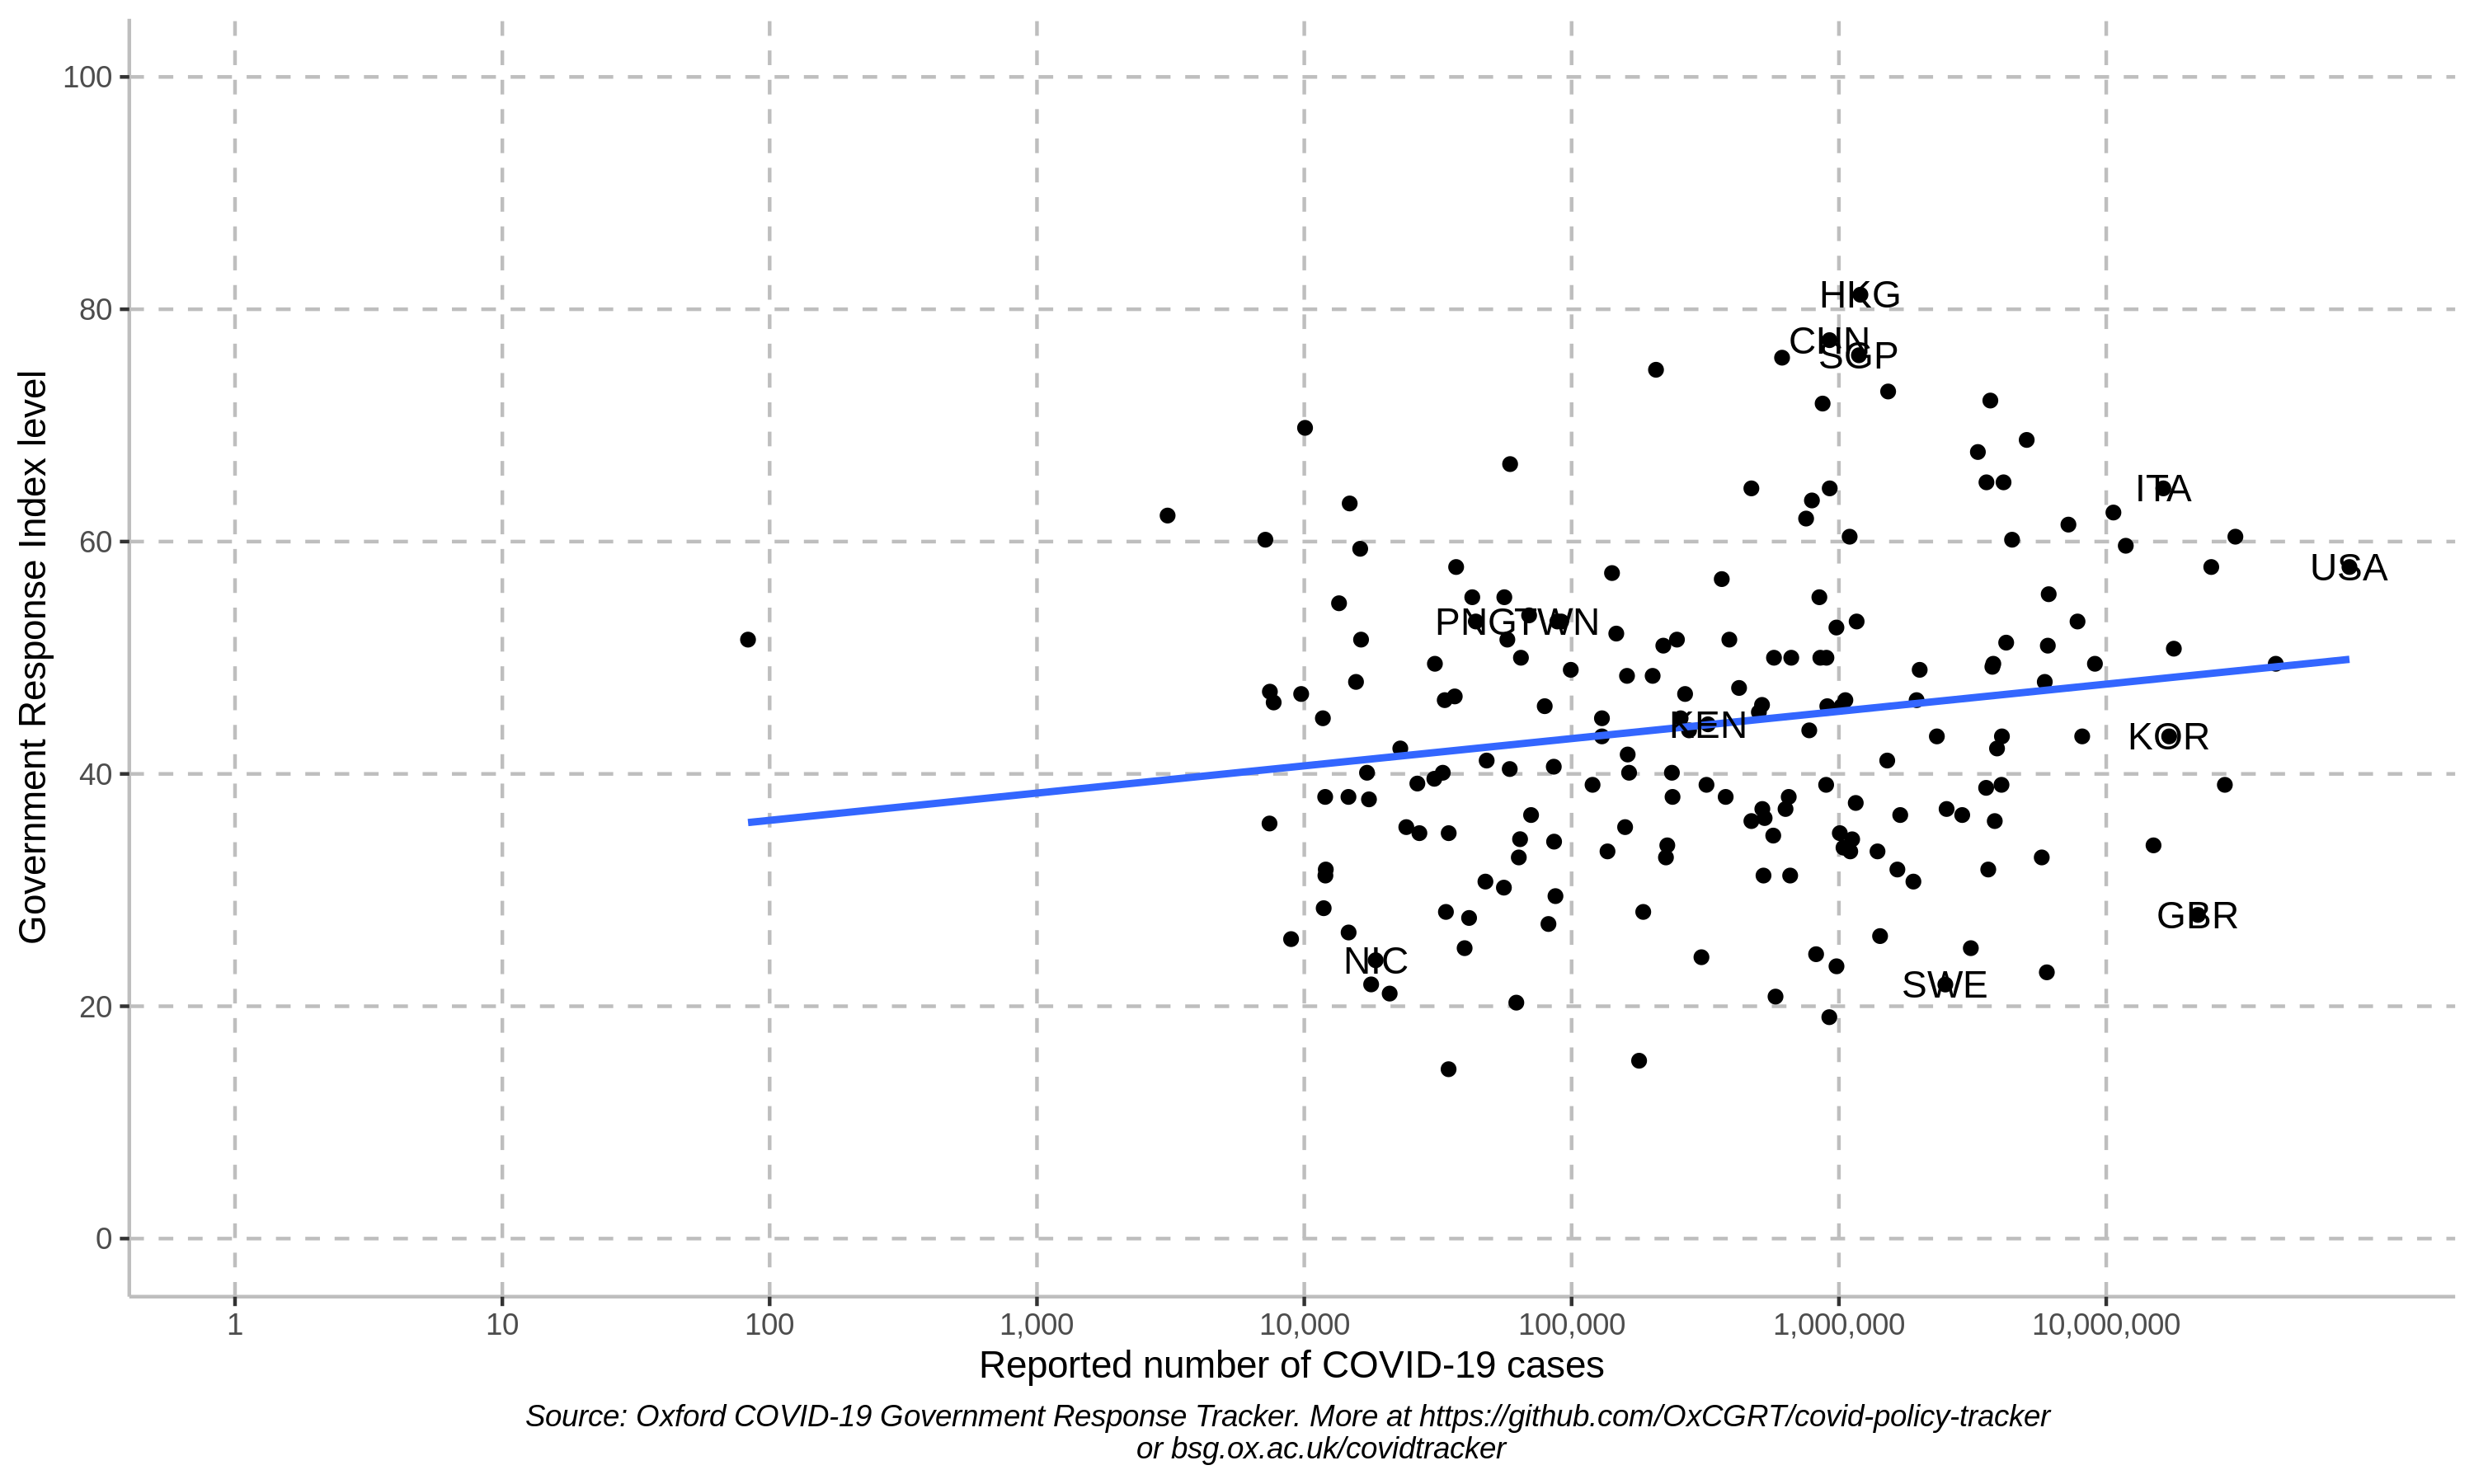 100
HKG
80
CHN
SGP
ITA
60
USA
PNG TWN
KEN
KOR
40
GBR
NIC
SWE
20
0
Government Response Index level
1 10 100 1,000 10,000 100,000 1,000,000 10,000,000
Reported number of COVID-19 cases
Source: Oxford COVID-19 Government Response Tracker. More at https://github.com/OxCGRT/covid-policy-tracker
or bsg.ox.ac.uk/covidtracker